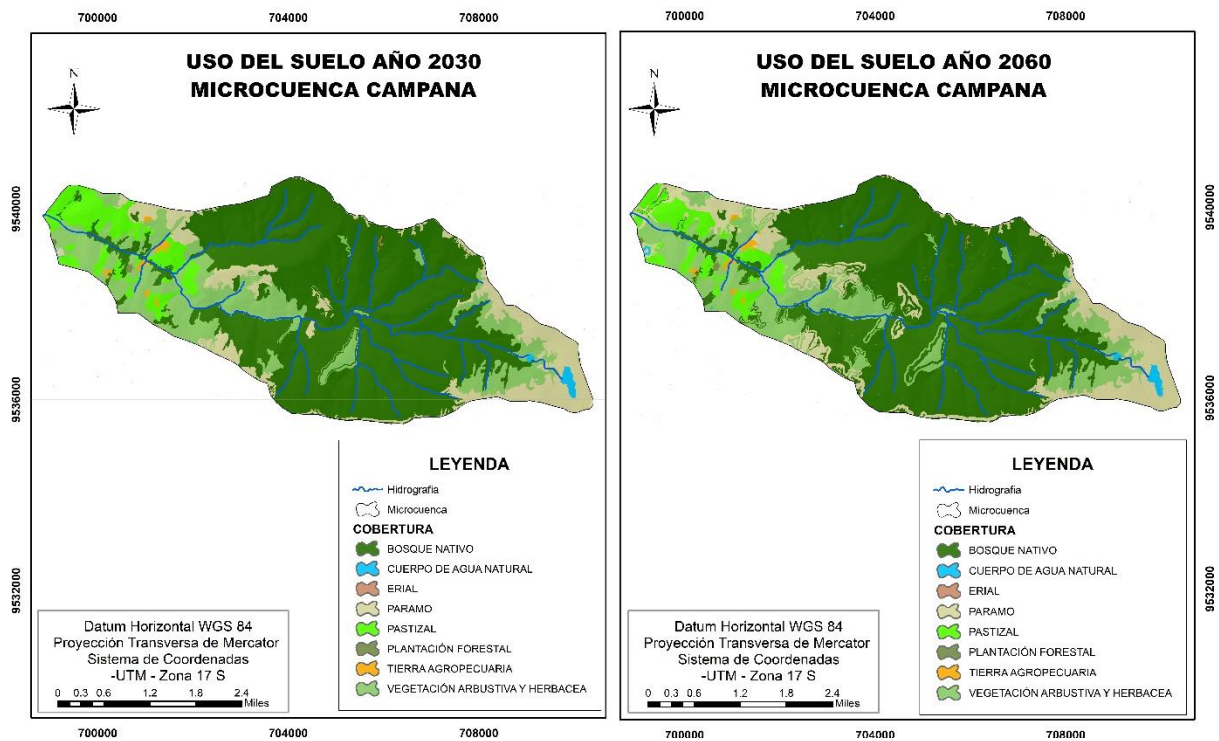 700000
704000
708000
700000
704000
708000
USO DEL SUELO AÑO 2030
MICROCUENCA CAMPANA
N
9540000
9536000
9532000
LEYENDA
Hidrografia
Microcuenca
COBERTURA
BOSQUE NATIVO
CUERPO DE AGUA NATURAL
ERIAL
PARAMO
PASTIZAL
PLANTACIÓN FORESTAL
TIERRA AGROPECUARIA
VEGETACIÓN ARBUSTIVA Y HERBACEA
Datum Horizontal WGS 84
Proyección Transversa de Mercator
Sistema de Coordenadas
-UTM - Zona 17 S
0 0.3 0.6 1.2 1.8 2.4
Miles
700000
704000
708000
USO DEL SUELO AÑO 2060
MICROCUENCA CAMPANA
N
9540000
9536000
9532000
LEYENDA
Hidrografia
Microcuenca
COBERTURA
BOSQUE NATIVO
CUERPO DE AGUA NATURAL
ERIAL
PARAMO
PASTIZAL
PLANTACIÓN FORESTAL
TIERRA AGROPECUARIA
VEGETACIÓN ARBUSTIVA Y HERBACEA
Datum Horizontal WGS 84
Proyección Transversa de Mercator
Sistema de Coordenadas
-UTM - Zona 17 S
0 0.3 0.6 1.2 1.8 2.4
Miles
700000
704000
708000